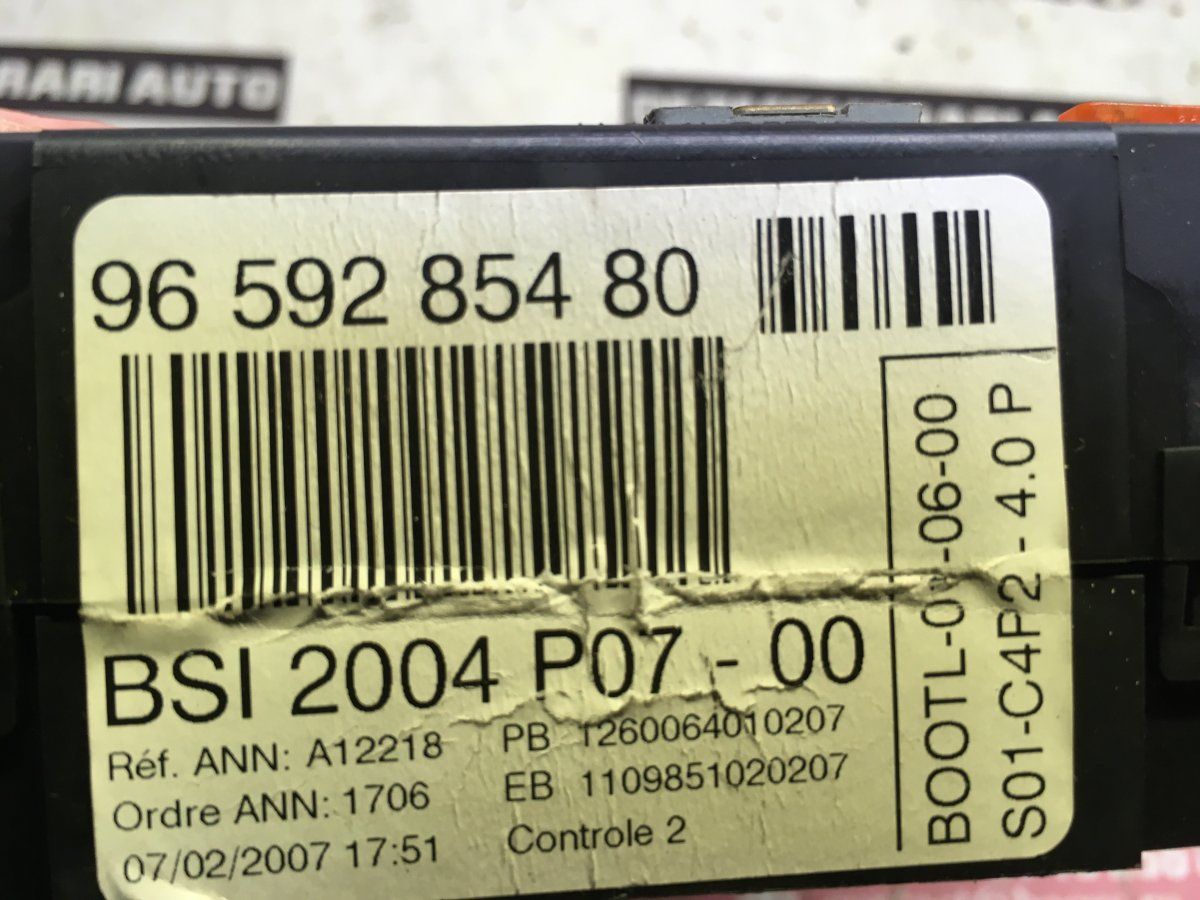 RARI AUTO
96 592 854 80
BSI 2004 P07 - 00
Réf. ANN: A12218
Ordre ANN: 1706
07/02/2007 17:51
PB 1260064010207
EB 1109851020207
Controle 2
S01-C4P2 - 4.0 P